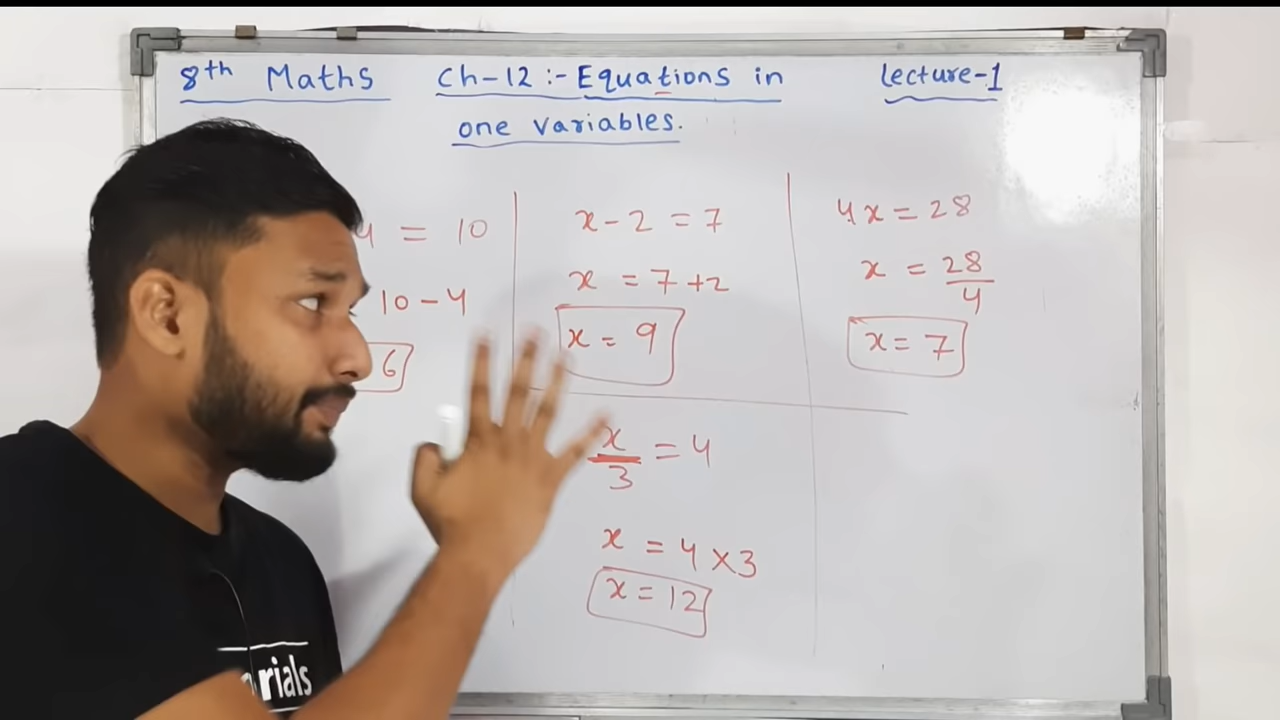 8th Maths Ch-12 :- Equations in one variables. Lecture-1
4 = 10
10 - 4
6
x - 2 = 7
x = 7 + 2
x = 9
4x = 28
x = 28/4
x = 7
x/3 = 4
x = 4 × 3
x = 12
rials